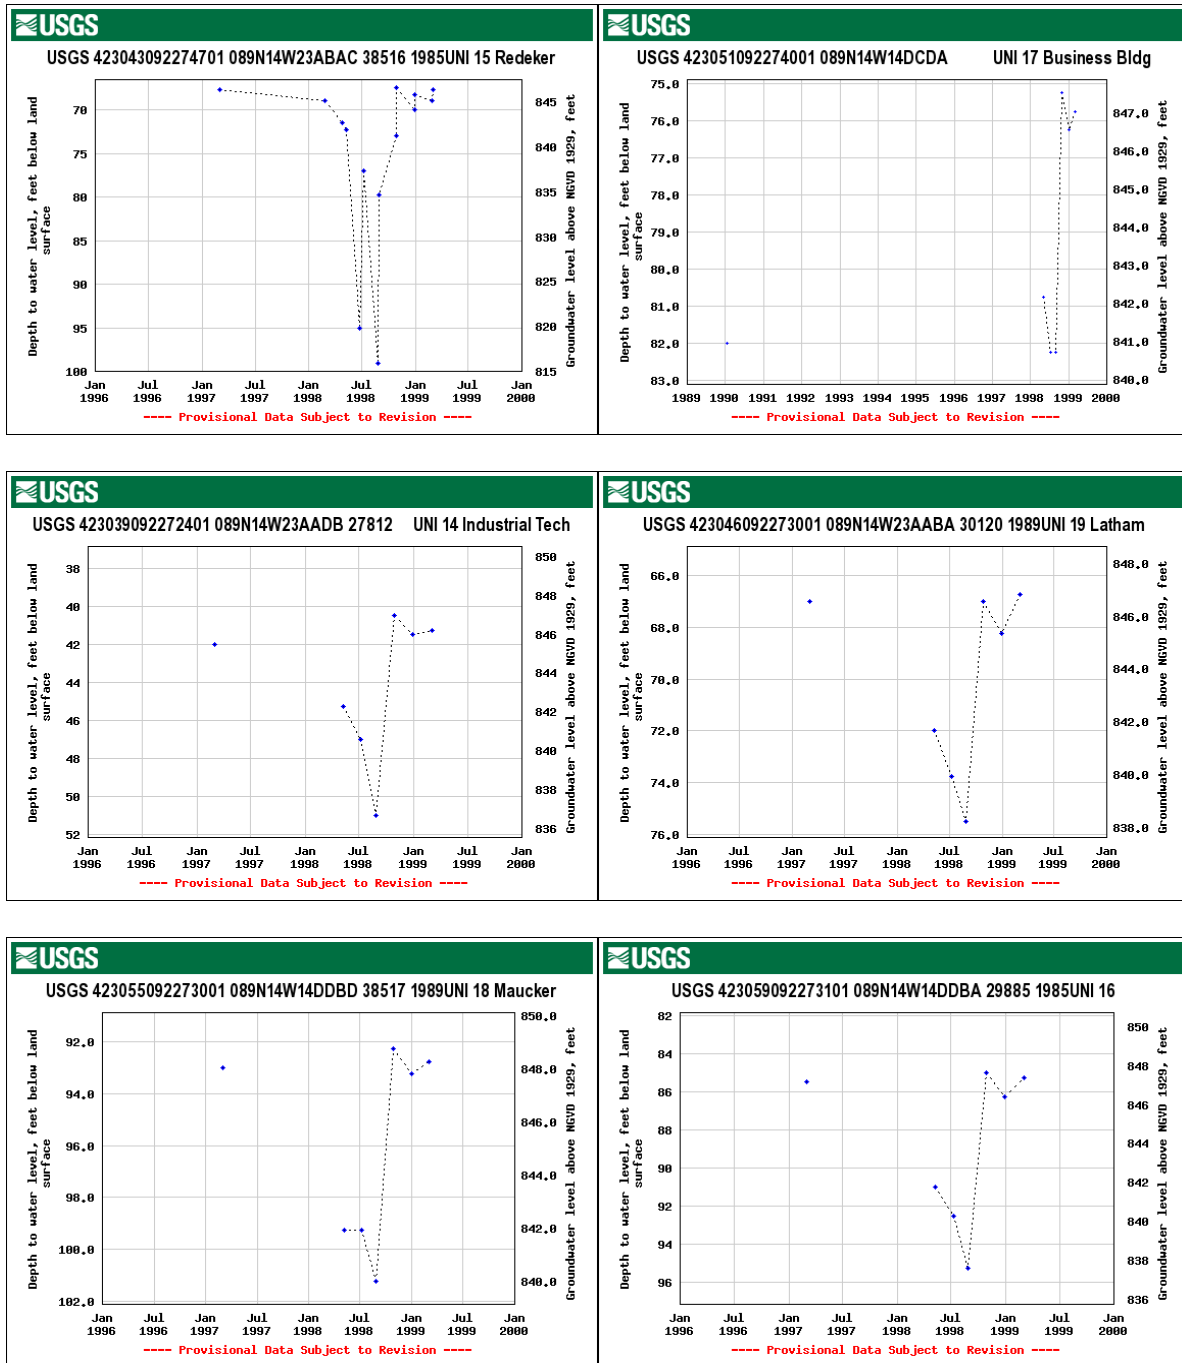 USGS
USGS 423043092274701 089N14W23ABAC 38516 1985UNI 15 Redeker
Depth to water level, feet below land surface
70
75
80
85
90
95
100
Groundwater level above NGVD 1929, feet
845
840
835
830
825
820
815
Jan 1996
Jul 1996
Jan 1997
Jul 1997
Jan 1998
Jul 1998
Jan 1999
Jul 1999
Jan 2000
---- Provisional Data Subject to Revision ----
USGS
USGS 423051092274001 089N14W14DCDA UNI 17 Business Bldg
Depth to water level, feet below land surface
75.0
76.0
77.0
78.0
79.0
80.0
81.0
82.0
83.0
Groundwater level above NGVD 1929, feet
847.0
846.0
845.0
844.0
843.0
842.0
841.0
840.0
1989 1990 1991 1992 1993 1994 1995 1996 1997 1998 1999 2000
---- Provisional Data Subject to Revision ----
USGS
USGS 423039092272401 089N14W23AADB 27812 UNI 14 Industrial Tech
Depth to water level, feet below land surface
38
40
42
44
46
48
50
52
Groundwater level above NGVD 1929, feet
850
848
846
844
842
840
838
836
Jan 1996
Jul 1996
Jan 1997
Jul 1997
Jan 1998
Jul 1998
Jan 1999
Jul 1999
Jan 2000
---- Provisional Data Subject to Revision ----
USGS
USGS 423046092273001 089N14W23AABA 30120 1989UNI 19 Latham
Depth to water level, feet below land surface
66.0
68.0
70.0
72.0
74.0
76.0
Groundwater level above NGVD 1929, feet
848.0
846.0
844.0
842.0
840.0
838.0
Jan 1996
Jul 1996
Jan 1997
Jul 1997
Jan 1998
Jul 1998
Jan 1999
Jul 1999
Jan 2000
---- Provisional Data Subject to Revision ----
USGS
USGS 423055092273001 089N14W14DDBD 38517 1989UNI 18 Maucker
Depth to water level, feet below land surface
92.0
94.0
96.0
98.0
100.0
102.0
Groundwater level above NGVD 1929, feet
850.0
848.0
846.0
844.0
842.0
840.0
Jan 1996
Jul 1996
Jan 1997
Jul 1997
Jan 1998
Jul 1998
Jan 1999
Jul 1999
Jan 2000
---- Provisional Data Subject to Revision ----
USGS
USGS 423059092273101 089N14W14DDBA 29885 1985UNI 16
Depth to water level, feet below land surface
82
84
86
88
90
92
94
96
Groundwater level above NGVD 1929, feet
850
848
846
844
842
840
838
836
Jan 1996
Jul 1996
Jan 1997
Jul 1997
Jan 1998
Jul 1998
Jan 1999
Jul 1999
Jan 2000
---- Provisional Data Subject to Revision ----